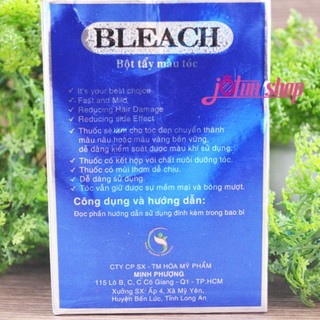 BLEACH
Bột tẩy màu tóc
jolun shop
It's your best choice
Fast and Mild,
Reducing Hair Damage
Reducing side Effect
Thuốc sẽ làm cho tóc đẹp chuyển thành
màu nâu hoặc màu vàng bền vững,
dễ dàng kiểm soát được màu khi sử dụng.
Thuốc có kết hợp với chất nuôi dưỡng tóc.
Thuốc có mùi thơm dễ chịu.
Dễ dàng sử dụng.
Tóc vẫn giữ được sự mềm mại và bóng mượt.
Công dụng và hướng dẫn:
Đọc phần hướng dẫn sử dụng đính kèm trong bao bì
CTY CP SX - TM HÓA MỸ PHẨM
MINH PHƯỢNG
115 Lô B, C, C Cô Giang - Q1 - TP.HCM
Xưởng SX: Ấp 4, Xã Mỹ Yên,
Huyện Bến Lức, Tỉnh Long An